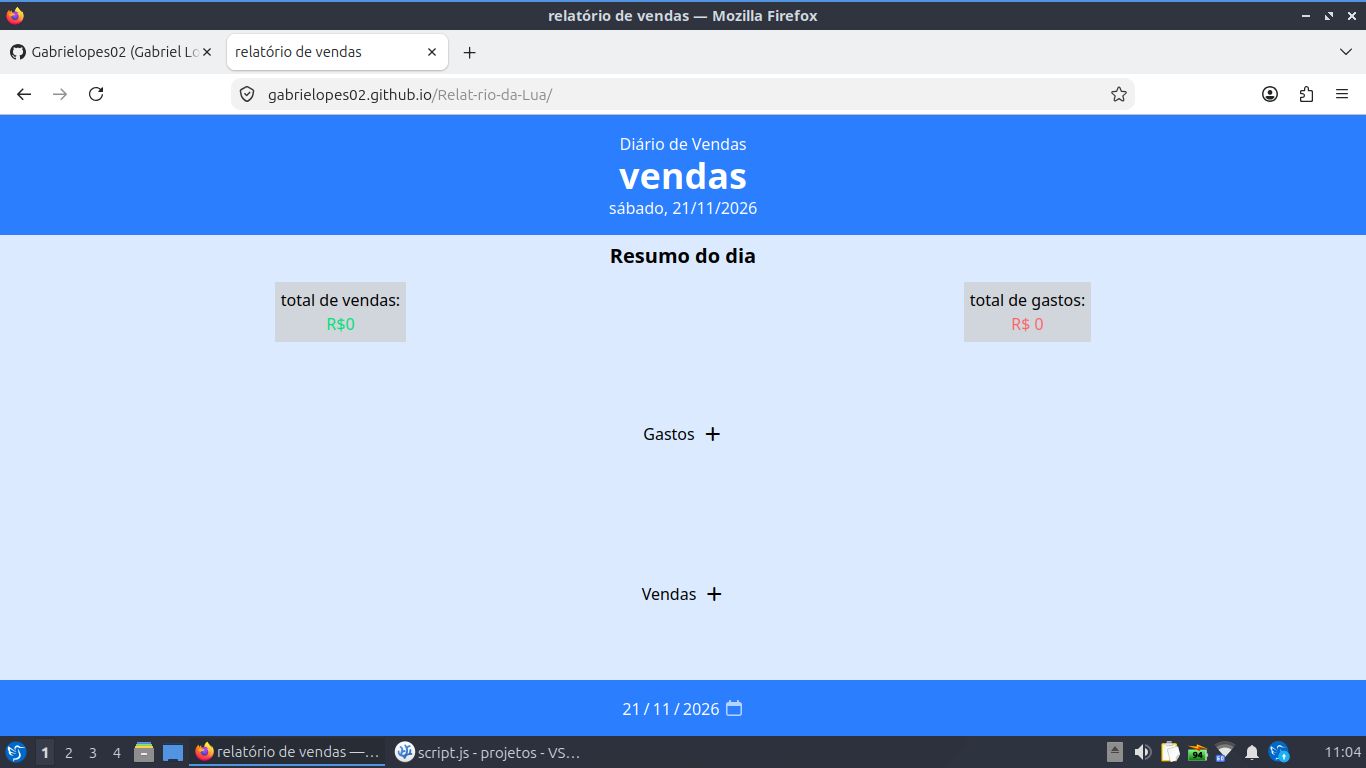 relatório de vendas — Mozilla Firefox
Gabrielopes02 (Gabriel Lo
relatório de vendas
gabrielopes02.github.io/Relat-rio-da-Lua/
Diário de Vendas
vendas
sábado, 21/11/2026
Resumo do dia
total de vendas:
R$0
total de gastos:
R$ 0
Gastos +
Vendas +
21 / 11 / 2026
1 2 3 4 relatório de vendas —... script.js - projetos - VS... 94 11:04